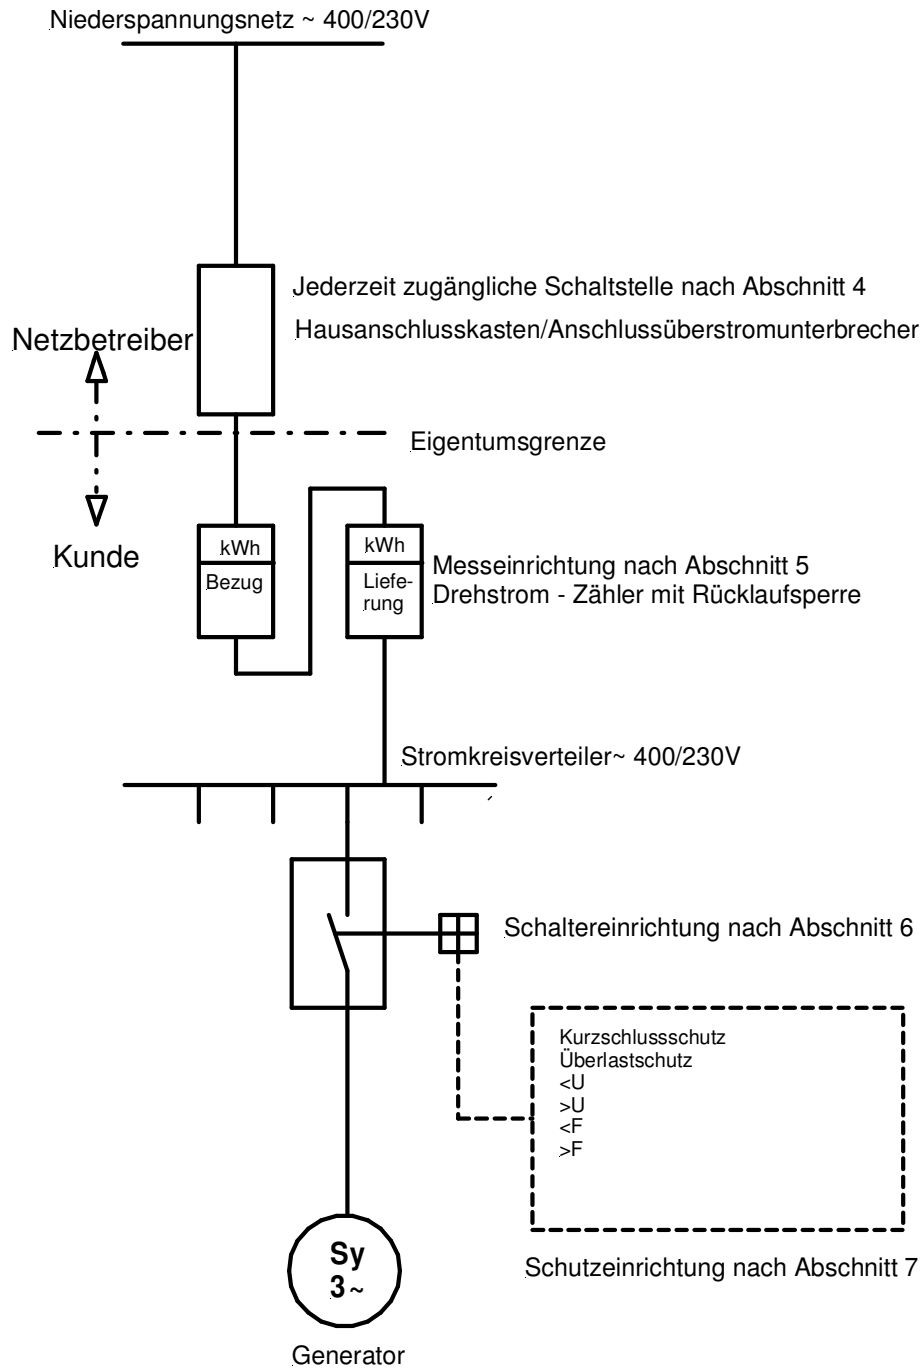 Niederspannungsnetz ~ 400/230V
Jederzeit zugängliche Schaltstelle nach Abschnitt 4
Hausanschlusskasten/Anschlussüberstromunterbrecher
Netzbetreiber
Eigentumsgrenze
Kunde
kWh
Bezug
kWh
Liefe-
rung
Messeinrichtung nach Abschnitt 5
Drehstrom - Zähler mit Rücklaufsperre
Stromkreisverteiler~ 400/230V
Schaltereinrichtung nach Abschnitt 6
Kurzschlussschutz
Überlastschutz
<U
>U
<F
>F
Schutzeinrichtung nach Abschnitt 7
Sy
3~
Generator